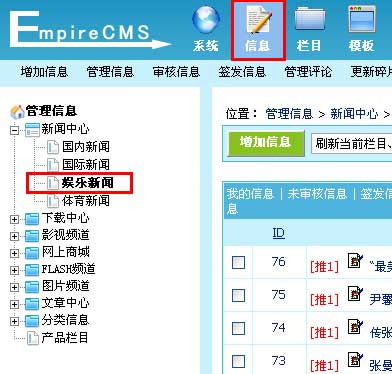 EmpireCMS
系统 信息 栏目 模板
增加信息 管理信息 审核信息 签发信息 管理评论 更新碎片
管理信息
新闻中心
国内新闻
国际新闻
娱乐新闻
体育新闻
下载中心
影视频道
网上商城
FLASH频道
图片频道
文章中心
分类信息
产品栏目
位置： 管理信息 > 新闻中心 >
增加信息 刷新当前栏目、
我的信息 | 未审核信息 | 签发信
息
ID
76 [推1] “最美
75 [推1] 尹馨
74 [推1] 传张
73 [推1] 张曼